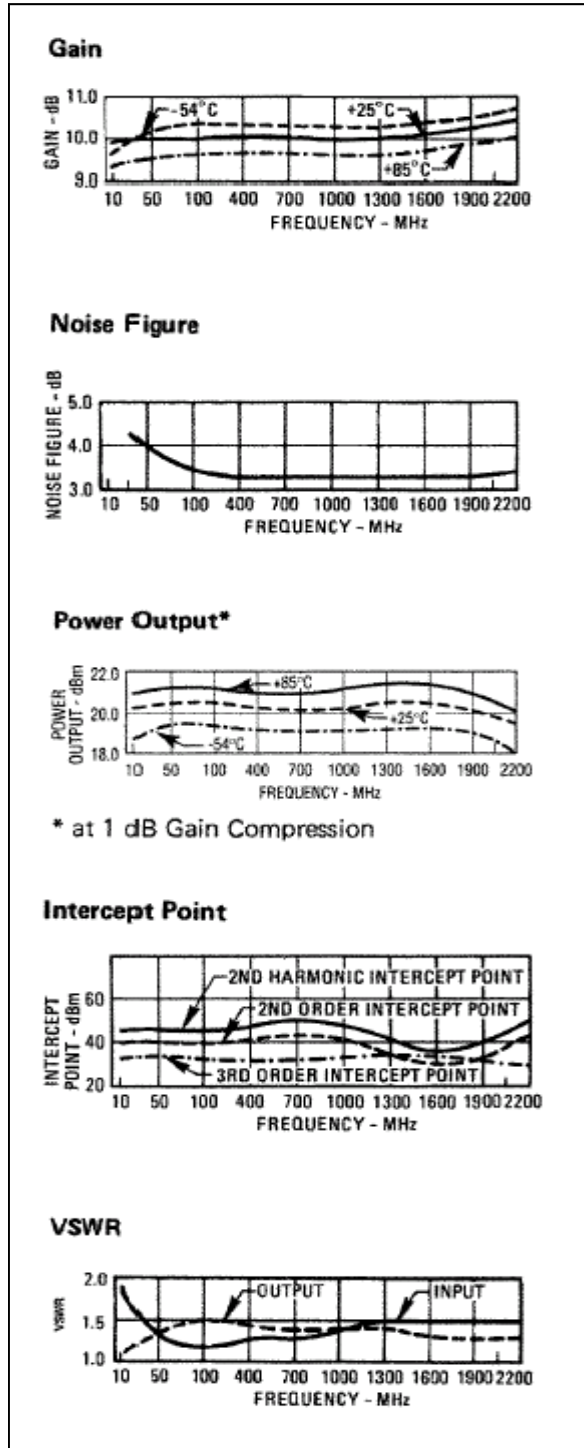 Gain
11.0
-54°C
+25°C
GAIN - dB
10.0
9.0
+85°C
10 50 100 400 700 1000 1300 1600 1900 2200
FREQUENCY - MHz
Noise Figure
5.0
NOISE FIGURE - dB
4.0
3.0
10 50 100 400 700 1000 1300 1600 1900 2200
FREQUENCY - MHz
Power Output*
22.0
+85°C
POWER
OUTPUT - dBm
20.0
+25°C
-54°C
18.0
10 50 100 400 700 1000 1300 1600 1900 2200
FREQUENCY - MHz
* at 1 dB Gain Compression
Intercept Point
2ND HARMONIC INTERCEPT POINT
60
2ND ORDER INTERCEPT POINT
INTERCEPT
POINT - dBm
40
3RD ORDER INTERCEPT POINT
20
10 50 100 400 700 1000 1300 1600 1900 2200
FREQUENCY - MHz
VSWR
2.0
OUTPUT
INPUT
VSWR
1.5
1.0
10 50 100 400 700 1000 1300 1600 1900 2200
FREQUENCY - MHz